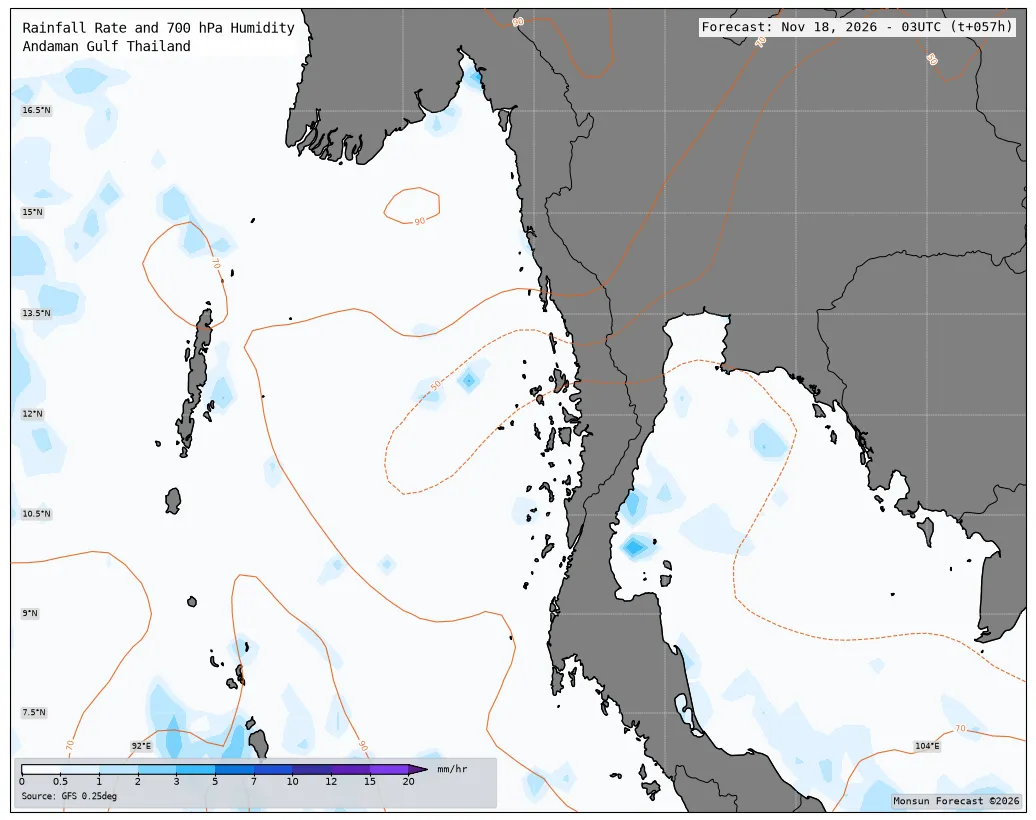 Rainfall Rate and 700 hPa Humidity
Andaman Gulf Thailand
Forecast: Nov 18, 2026 - 03UTC (t+057h)
90
70
50
16.5°N
15°N
90
70
13.5°N
50
12°N
10.5°N
9°N
7.5°N
70
92°E
90
70
104°E
0 0.5 1 2 3 5 7 10 12 15 20 mm/hr
Source: GFS 0.25deg
Monsun Forecast ©2026